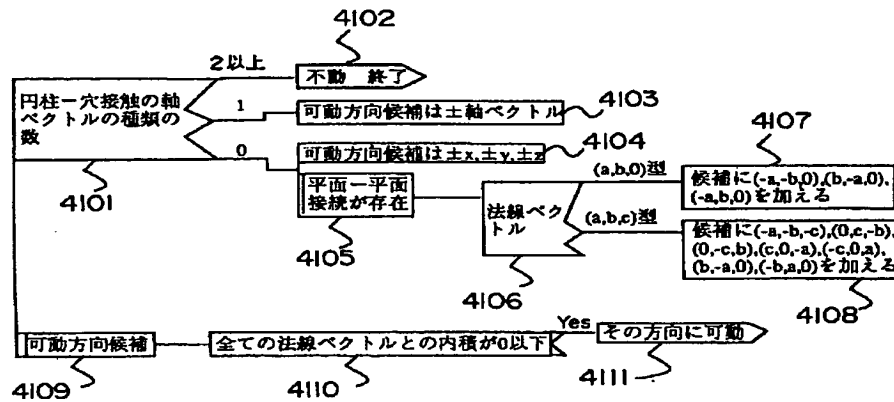 4102
2以上
不動 終了
円柱ー穴接触の軸
ベクトルの種類の
数
1
可動方向候補は±軸ベクトル
4103
4104
0
可動方向候補は±x,±y,±z
4101
平面ー平面
接続が存在
4105
法線ベク
トル
4106
(a,b,0)型
4107
候補に(-a,-b,0),(b,-a,0),
(-a,b,0)を加える
(a,b,c)型
候補に(-a,-b,-c),(0,c,-b),
(0,-c,b),(c,0,-a),(-c,0,a),
(b,-a,0),(-b,a,0)を加える
4108
可動方向候補
4109
全ての法線ベクトルとの内積が0以下
4110
Yes
その方向に可動
4111